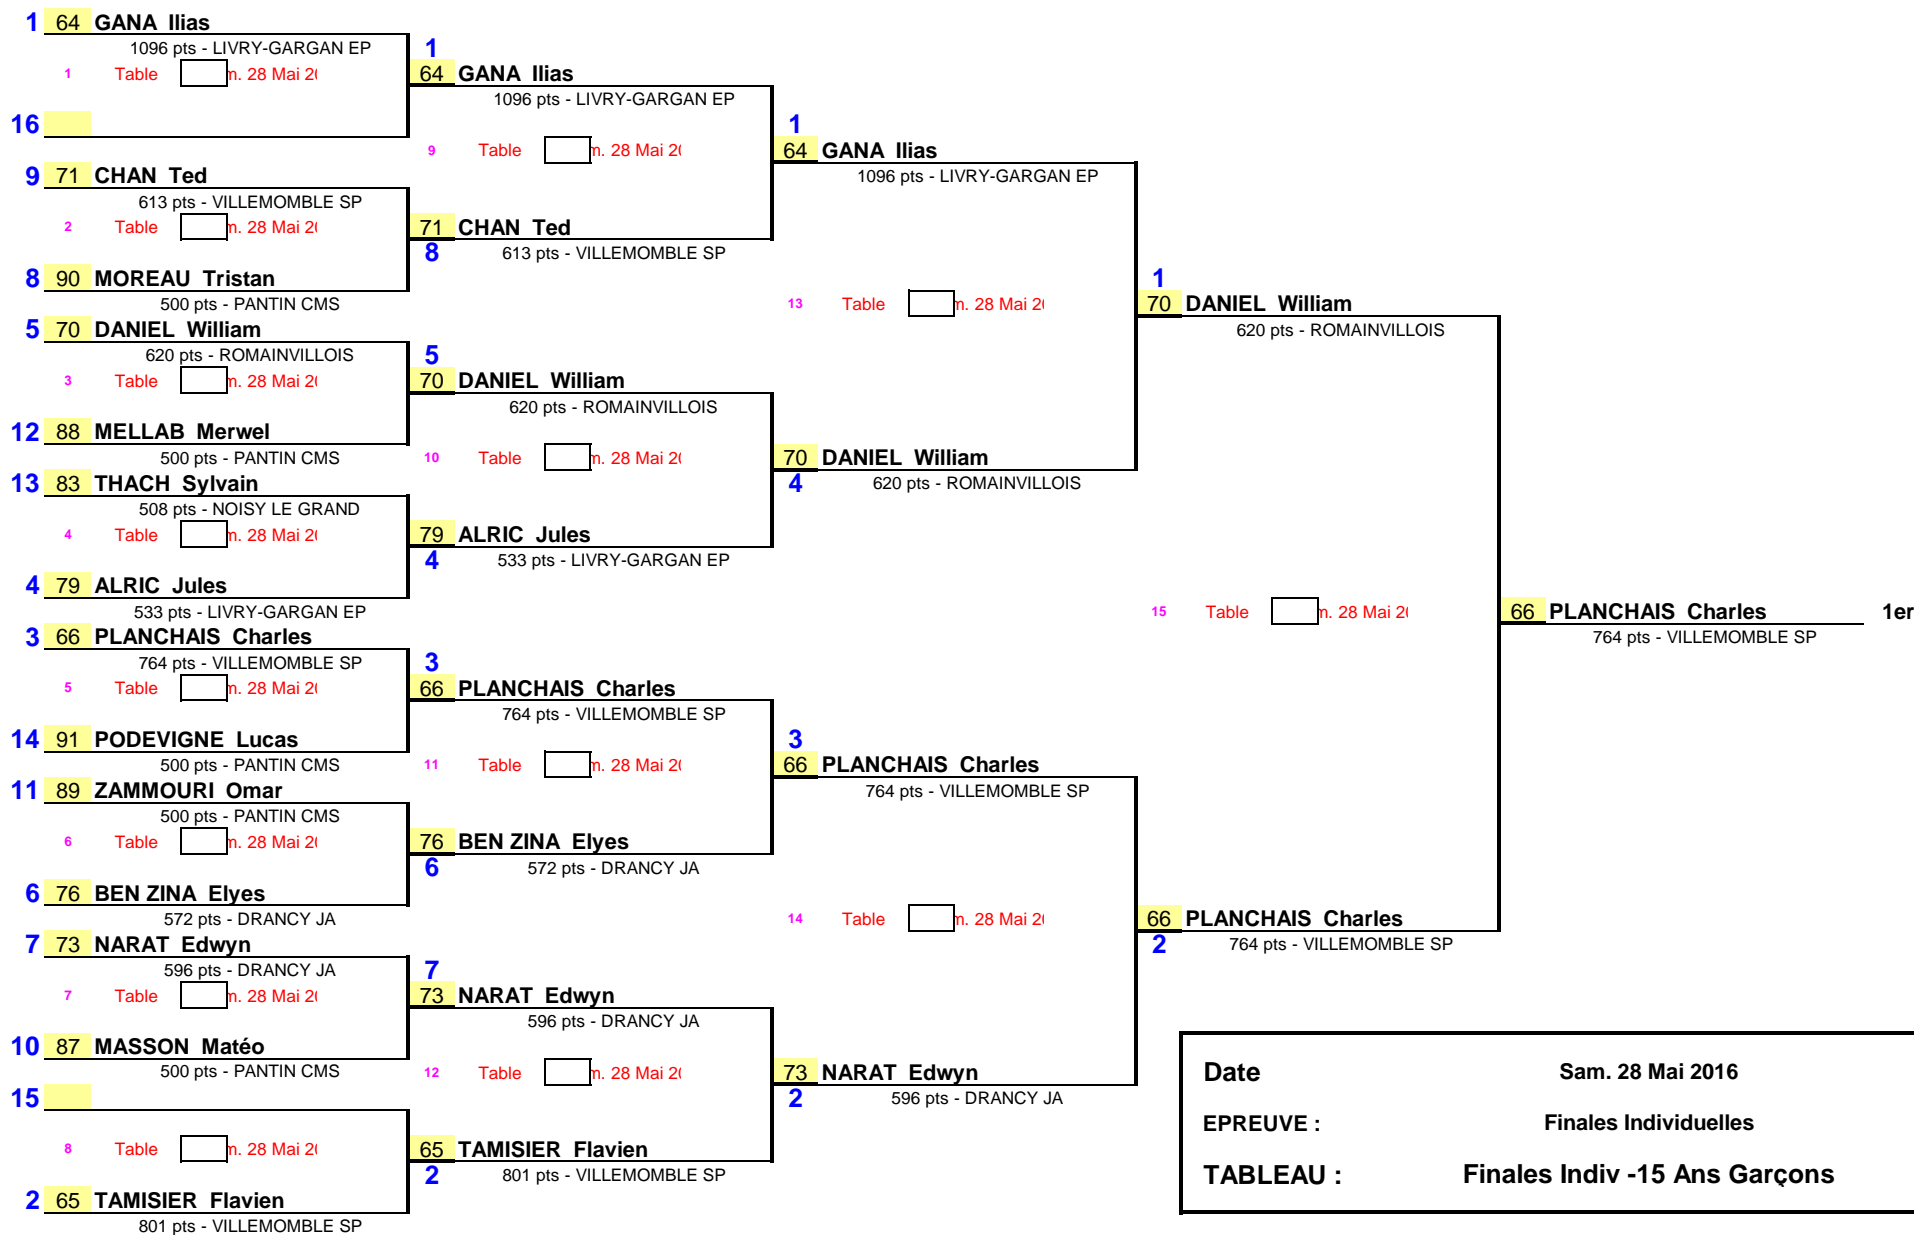 1 64 GANA Ilias
1096 pts - LIVRY-GARGAN EP
1 Table m. 28 Mai 20
16
9 71 CHAN Ted
613 pts - VILLEMOMBLE SP
2 Table m. 28 Mai 20
8 90 MOREAU Tristan
500 pts - PANTIN CMS
5 70 DANIEL William
620 pts - ROMAINVILLOIS
3 Table m. 28 Mai 20
12 88 MELLAB Merwel
500 pts - PANTIN CMS
13 83 THACH Sylvain
508 pts - NOISY LE GRAND
4 Table m. 28 Mai 20
4 79 ALRIC Jules
533 pts - LIVRY-GARGAN EP
3 66 PLANCHAIS Charles
764 pts - VILLEMOMBLE SP
5 Table m. 28 Mai 20
14 91 PODEVIGNE Lucas
500 pts - PANTIN CMS
11 89 ZAMMOURI Omar
500 pts - PANTIN CMS
6 Table m. 28 Mai 20
6 76 BEN ZINA Elyes
572 pts - DRANCY JA
7 73 NARAT Edwyn
596 pts - DRANCY JA
7 Table m. 28 Mai 20
10 87 MASSON Matéo
500 pts - PANTIN CMS
15
8 Table m. 28 Mai 20
2 65 TAMISIER Flavien
801 pts - VILLEMOMBLE SP
1
64 GANA Ilias
1096 pts - LIVRY-GARGAN EP
9 Table m. 28 Mai 20
71 CHAN Ted
8
613 pts - VILLEMOMBLE SP
5
70 DANIEL William
620 pts - ROMAINVILLOIS
10 Table m. 28 Mai 20
79 ALRIC Jules
4
533 pts - LIVRY-GARGAN EP
3
66 PLANCHAIS Charles
764 pts - VILLEMOMBLE SP
11 Table m. 28 Mai 20
76 BEN ZINA Elyes
6
572 pts - DRANCY JA
7
73 NARAT Edwyn
596 pts - DRANCY JA
12 Table m. 28 Mai 20
65 TAMISIER Flavien
2
801 pts - VILLEMOMBLE SP
1
64 GANA Ilias
1096 pts - LIVRY-GARGAN EP
13 Table m. 28 Mai 20
70 DANIEL William
4
620 pts - ROMAINVILLOIS
3
66 PLANCHAIS Charles
764 pts - VILLEMOMBLE SP
14 Table m. 28 Mai 20
73 NARAT Edwyn
2
596 pts - DRANCY JA
1
70 DANIEL William
620 pts - ROMAINVILLOIS
15 Table m. 28 Mai 20
66 PLANCHAIS Charles
2
764 pts - VILLEMOMBLE SP
66 PLANCHAIS Charles 1er
764 pts - VILLEMOMBLE SP
Date Sam. 28 Mai 2016
EPREUVE : Finales Individuelles
TABLEAU : Finales Indiv -15 Ans Garçons